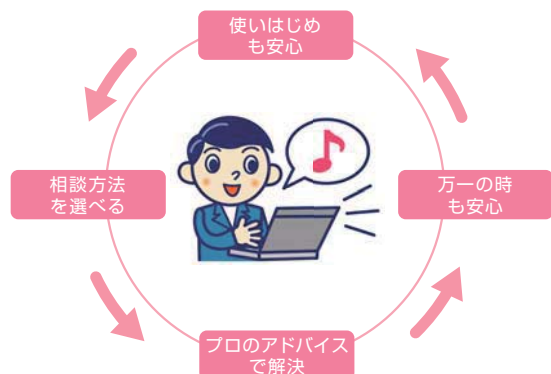 使いはじめ
も安心
相談方法
を選べる
万一の時
も安心
プロのアドバイス
で解決